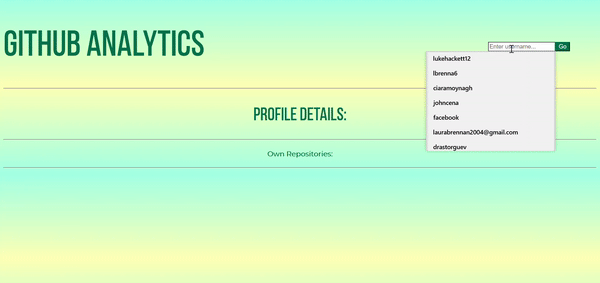 GITHUB ANALYTICS
Enter username...
Go
lukehackett12
lbrenna6
ciaramoynagh
johncena
facebook
laurabrennan2004@gmail.com
drastorguev
PROFILE DETAILS:
Own Repositories: